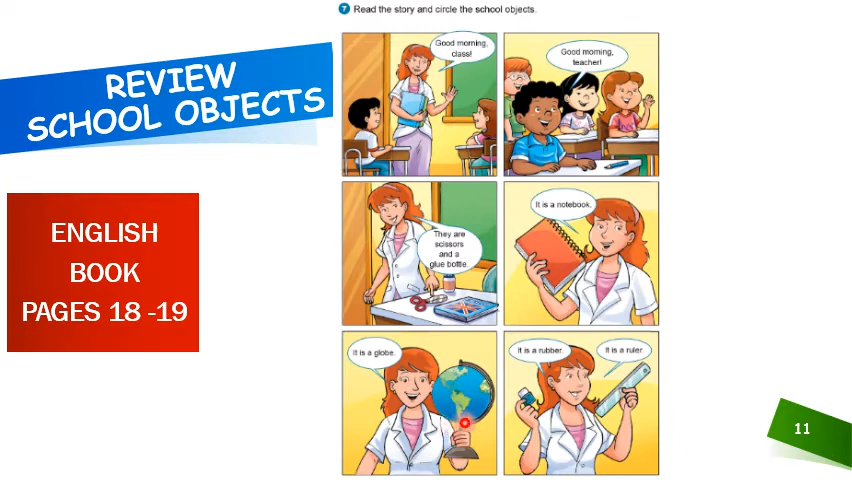 7 Read the story and circle the school objects.
REVIEW
SCHOOL OBJECTS
ENGLISH
BOOK
PAGES 18 -19
Good morning,
class!
Good morning,
teacher!
They are
scissors
and a
glue bottle.
It is a notebook.
It is a globe.
It is a rubber.
It is a ruler.
11